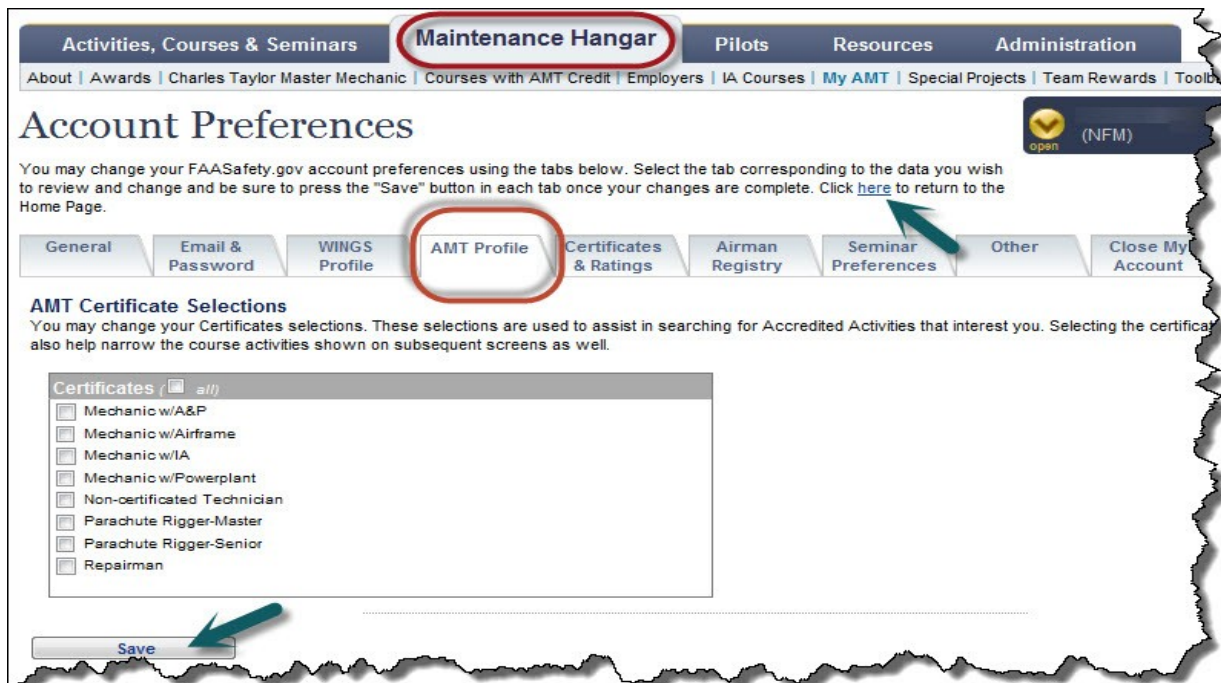 Activities, Courses & Seminars Maintenance Hangar Pilots Resources Administration
About | Awards | Charles Taylor Master Mechanic | Courses with AMT Credit | Employers | IA Courses | My AMT | Special Projects | Team Rewards |
Account Preferences
open (NFM)
You may change your FAASafety.gov account preferences using the tabs below. Select the tab corresponding to the data you wish
to review and change and be sure to press the "Save" button in each tab once your changes are complete. Click here to return to the
Home Page.
General Email & Password WINGS Profile AMT Profile Certificates & Ratings Airman Registry Seminar Preferences Other Close My Account
AMT Certificate Selections
You may change your Certificates selections. These selections are used to assist in searching for Accredited Activities that interest you. Selecting the
also help narrow the course activities shown on subsequent screens as well.
Certificates ( all)
Mechanic w/A&P
Mechanic w/Airframe
Mechanic w/IA
Mechanic w/Powerplant
Non-certificated Technician
Parachute Rigger-Master
Parachute Rigger-Senior
Repairman
Save